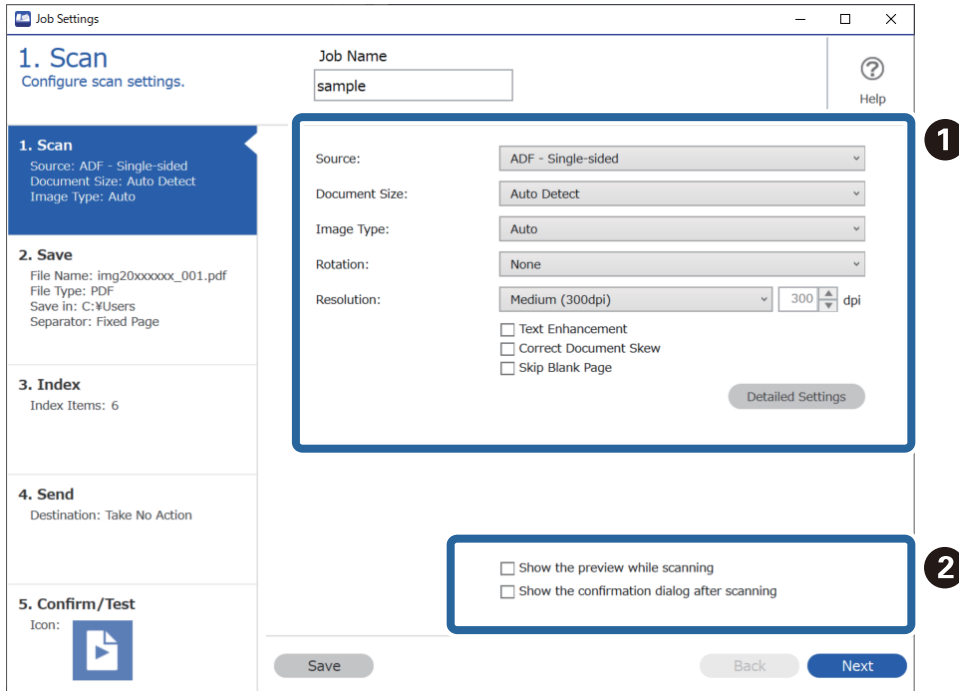 Job Settings
1. Scan
Configure scan settings.
Job Name
sample
Help
1. Scan
Source: ADF - Single-sided
Document Size: Auto Detect
Image Type: Auto
2. Save
File Name: img20xxxxxx_001.pdf
File Type: PDF
Save in: C:¥Users
Separator: Fixed Page
3. Index
Index Items: 6
4. Send
Destination: Take No Action
5. Confirm/Test
Icon:
1
Source: ADF - Single-sided
Document Size: Auto Detect
Image Type: Auto
Rotation: None
Resolution: Medium (300dpi) 300 dpi
Text Enhancement
Correct Document Skew
Skip Blank Page
Detailed Settings
2
Show the preview while scanning
Show the confirmation dialog after scanning
Save Back Next